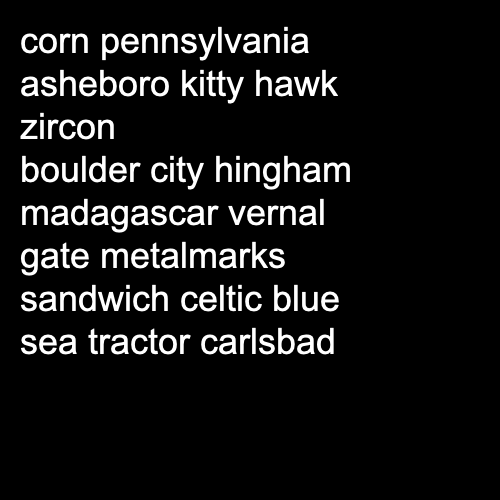 corn pennsylvania
asheboro kitty hawk
zircon
boulder city hingham
madagascar vernal
gate metalmarks
sandwich celtic blue
sea tractor carlsbad